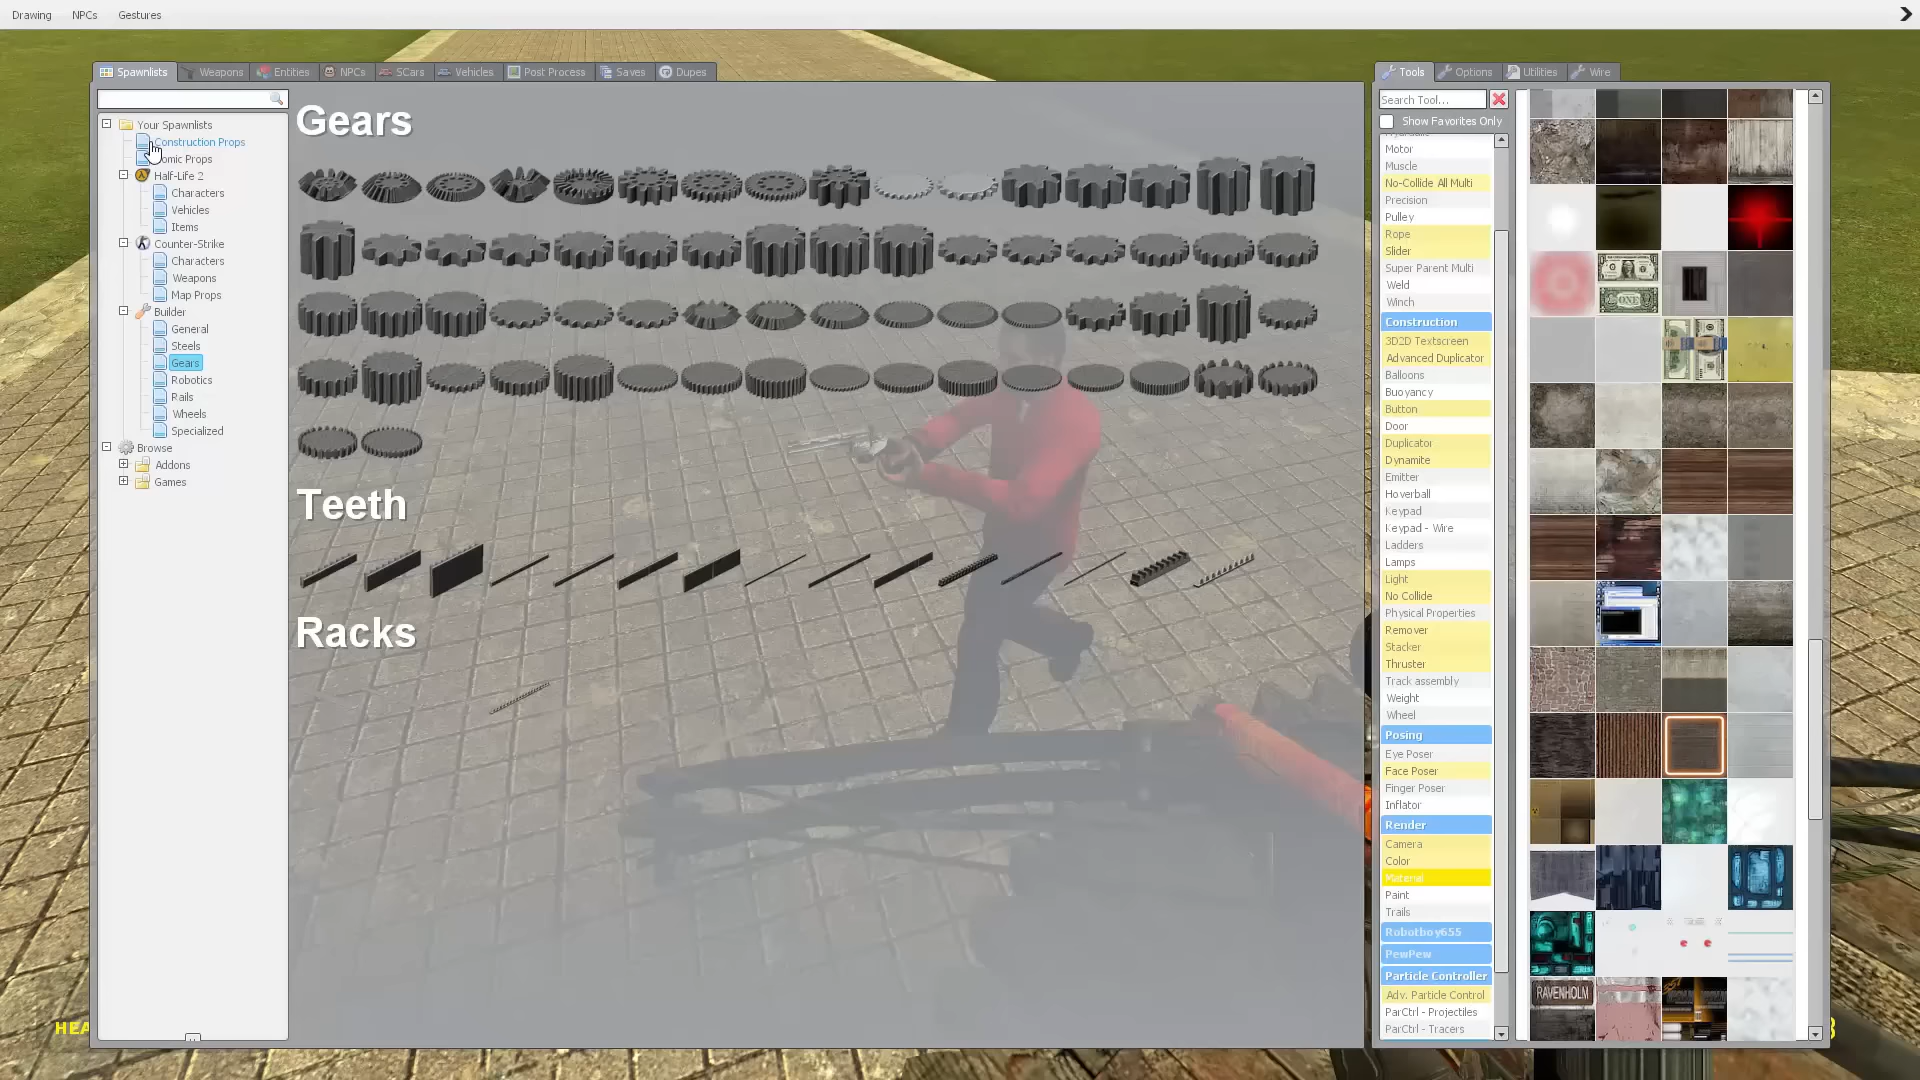 Drawing NPCs Gestures
Spawnlists Weapons Entities NPCs SCars Vehicles Post Process Saves Dupes
Tools Options Utilities Wire
Your Spawnlists
Construction Props
omic Props
Half-Life 2
Characters
Vehicles
Items
Counter-Strike
Characters
Weapons
Map Props
Builder
General
Steels
Gears
Robotics
Rails
Wheels
Specialized
Browse
Addons
Games
Gears
Teeth
Racks
Search Tool...
Show Favorites Only
Motor
Muscle
No-Collide All Multi
Precision
Pulley
Rope
Slider
Super Parent Multi
Weld
Winch
Construction
3D2D Textscreen
Advanced Duplicator
Balloons
Buoyancy
Button
Door
Duplicator
Dynamite
Emitter
Hoverball
Keypad
Keypad - Wire
Ladders
Lamps
Light
No Collide
Physical Properties
Remover
Stacker
Thruster
Track assembly
Weight
Wheel
Posing
Eye Poser
Face Poser
Finger Poser
Inflator
Render
Camera
Color
Material
Paint
Trails
Robotboy655
PewPew
Particle Controller
Adv. Particle Control
ParCtrl - Projectiles
ParCtrl - Tracers
ONE
RAVENHOLM
HEA